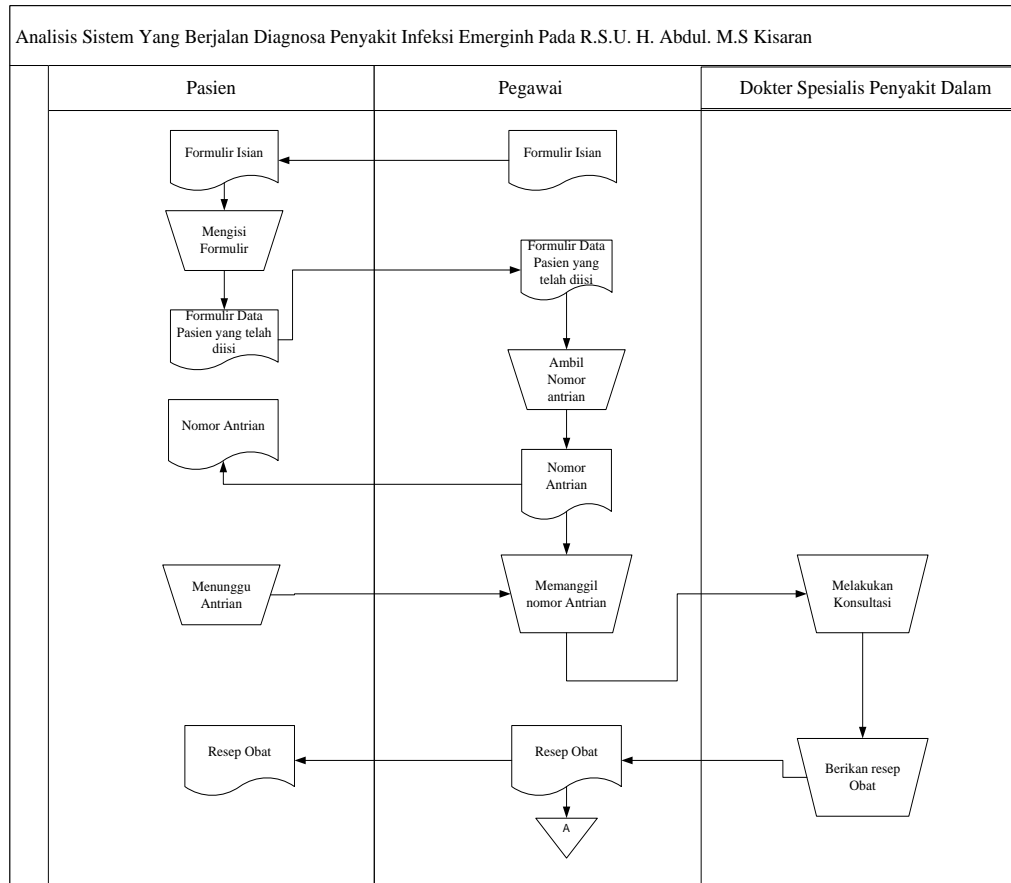 Analisis Sistem Yang Berjalan Diagnosa Penyakit Infeksi Emerginh Pada R.S.U. H. Abdul. M.S Kisaran
Pasien
Pegawai
Dokter Spesialis Penyakit Dalam
Formulir Isian
Formulir Isian
Mengisi
Formulir
Formulir Data
Pasien yang
telah diisi
Formulir Data
Pasien yang telah
diisi
Ambil
Nomor
antrian
Nomor Antrian
Nomor
Antrian
Menunggu
Antrian
Memanggil
nomor Antrian
Melakukan
Konsultasi
Resep Obat
Resep Obat
Berikan resep
Obat
A